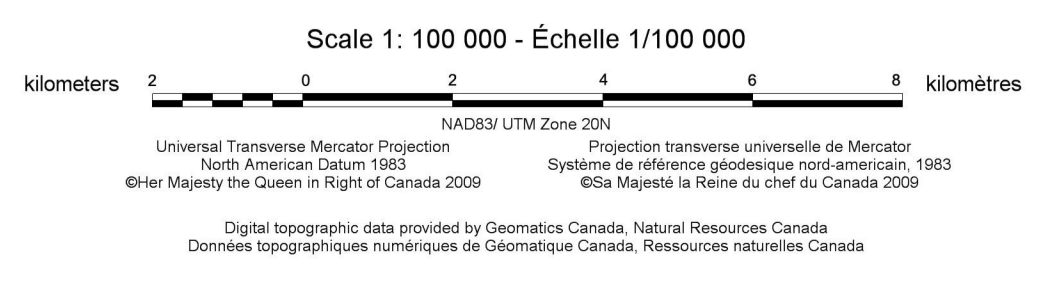 Scale 1: 100 000 - Échelle 1/100 000
kilometers 2 0 2 4 6 8 kilomètres
NAD83/ UTM Zone 20N
Universal Transverse Mercator Projection
North American Datum 1983
©Her Majesty the Queen in Right of Canada 2009
Projection transverse universelle de Mercator
Système de référence géodesique nord-americain, 1983
©Sa Majesté la Reine du chef du Canada 2009
Digital topographic data provided by Geomatics Canada, Natural Resources Canada
Données topographiques numériques de Géomatique Canada, Ressources naturelles Canada